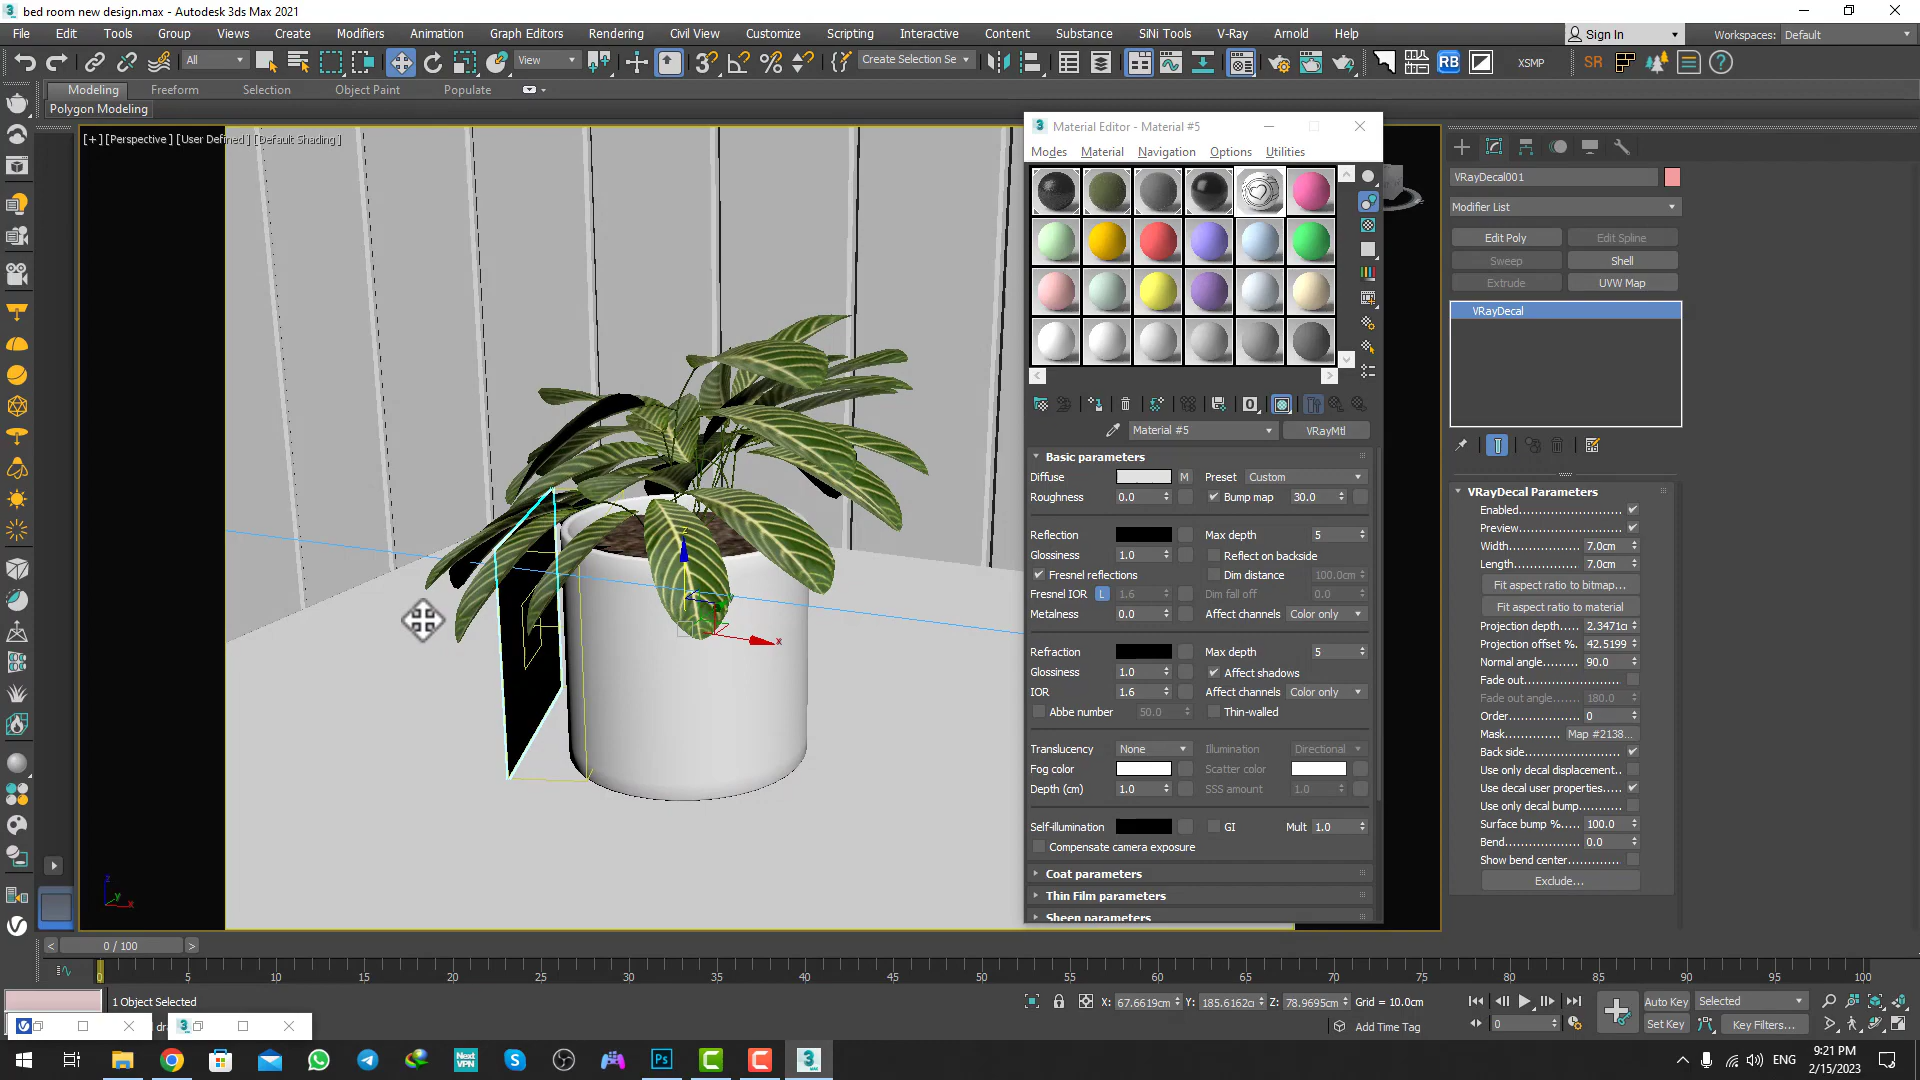 bed room new design.max - Autodesk 3ds Max 2021
File Edit Tools Group Views Create Modifiers Animation Graph Editors Rendering Civil View Customize Scripting Interactive Content Substance SiNi Tools V-Ray Arnold Help
Sign In
Workspaces: Default
All
View
Create Selection Se
RB
XSMP
SR
Modeling Freeform Selection Object Paint Populate
Polygon Modeling
[+] [Perspective] [User Defined] [Default Shading]
Material Editor - Material #5
Modes Material Navigation Options Utilities
Material #5
VRayMtl
Basic parameters
Diffuse M Preset Custom
Roughness 0.0 Bump map 30.0
Reflection Max depth 5
Glossiness 1.0 Reflect on backside
Fresnel reflections Dim distance 100.0cm
Fresnel IOR L 1.6 Dim fall off 0.0
Metalness 0.0 Affect channels Color only
Refraction Max depth 5
Glossiness 1.0 Affect shadows
IOR 1.6 Affect channels Color only
Abbe number 50.0 Thin-walled
Translucency None Illumination Directional
Fog color Scatter color
Depth (cm) 1.0 SSS amount 1.0
Self-illumination GI Mult 1.0
Compensate camera exposure
Coat parameters
Thin Film parameters
Sheen parameters
z
x
VRayDecal001
Modifier List
Edit Poly Edit Spline
Sweep Shell
Extrude UVW Map
VRayDecal
VRayDecal Parameters
Enabled
Preview
Width 7.0cm
Length 7.0cm
Fit aspect ratio to bitmap...
Fit aspect ratio to material
Projection depth. 2.3471c
Projection offset %. 42.5199
Normal angle 90.0
Fade out
Fade out angle 180.0
Order 0
Mask Map #2138...
Back side
Use only decal displacement..
Use decal user properties
Use only decal bump
Surface bump % 100.0
Bend 0.0
Show bend center
Exclude...
z
y
x
0 / 100
0 5 10 15 20 25 30 35 40 45 50 55 60 65 70 75 80 85 90 95 100
1 Object Selected
X: 67.6619cm Y: 185.6162c Z: 78.9695cm Grid = 10.0cm
Add Time Tag
0
Auto Key Selected
Set Key Key Filters...
Next VPN
Ps
ENG
9:21 PM
2/15/2023